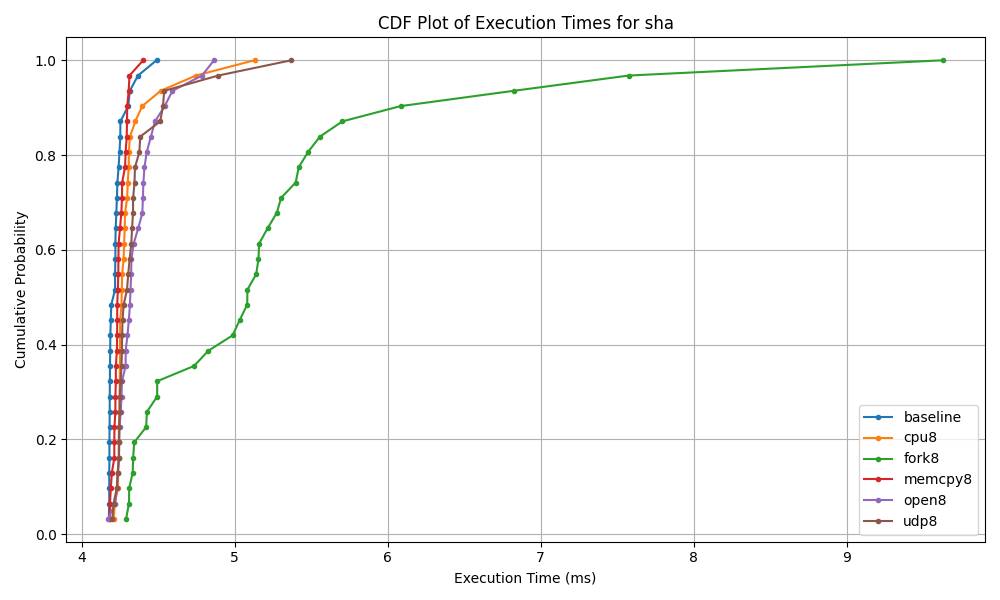 CDF Plot of Execution Times for sha
Cumulative Probability
1.0
0.8
0.6
0.4
0.2
0.0
4 5 6 7 8 9
Execution Time (ms)
baseline
cpu8
fork8
memcpy8
open8
udp8